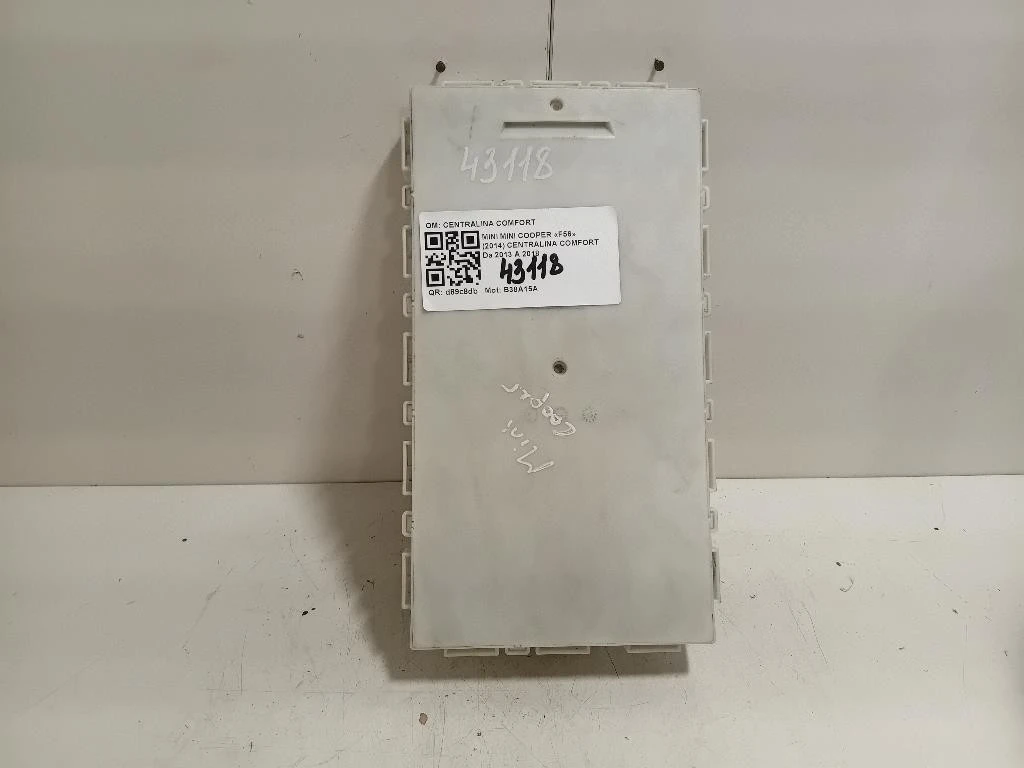 43118
OM: CENTRALINA COMFORT
MINI MINI COOPER «F56»
(2014) CENTRALINA COMFORT
Da 2013 A 2018
43118
QR: d89c8db Mot: B38A15A
Mini
Cooper